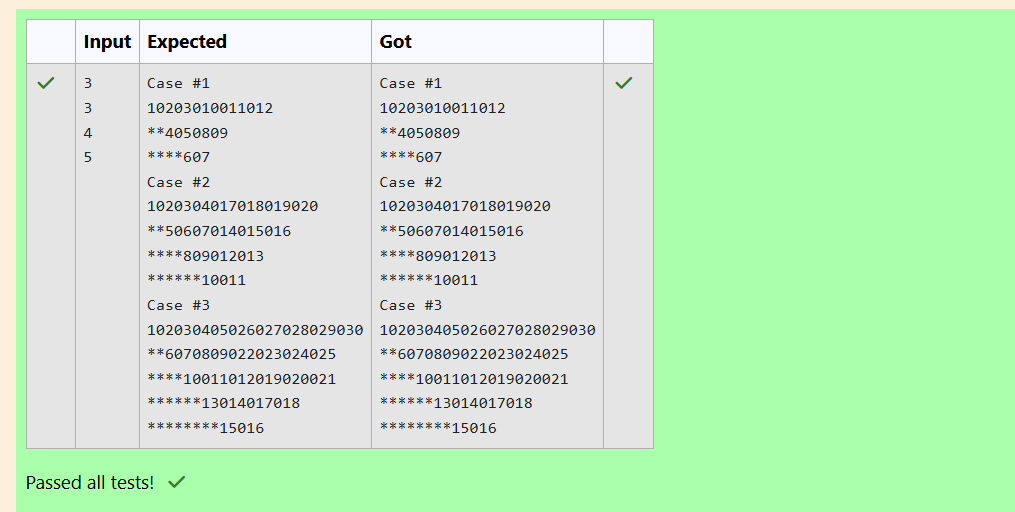 Input Expected Got
3 Case #1 Case #1
3 10203010011012 10203010011012
4 **4050809 **4050809
5 ****607 ****607
Case #2 Case #2
1020304017018019020 1020304017018019020
**50607014015016 **50607014015016
****809012013 ****809012013
******10011 ******10011
Case #3 Case #3
102030405026027028029030 102030405026027028029030
**6070809022023024025 **6070809022023024025
****10011012019020021 ****10011012019020021
******13014017018 ******13014017018
********15016 ********15016
Passed all tests!